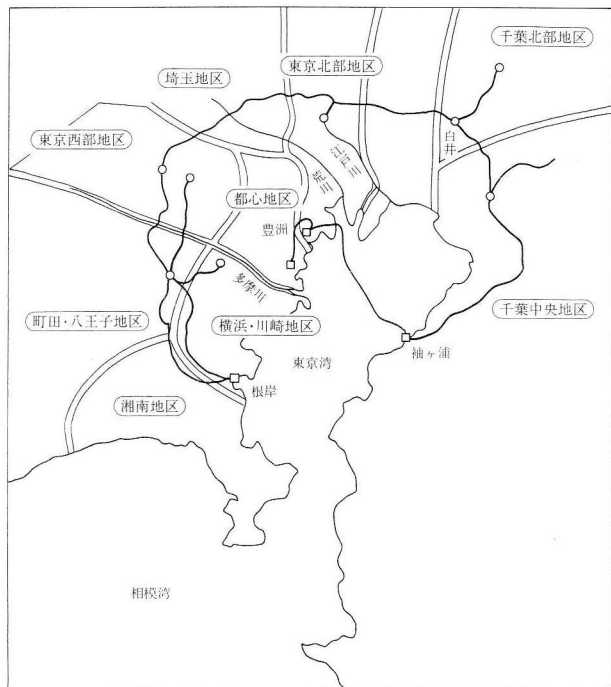 千葉北部地区
東京北部地区
埼玉地区
東京西部地区
白井
江戸川
荒川
都心地区
豊洲
多摩川
千葉中央地区
町田・八王子地区
横浜・川崎地区
東京湾
袖ヶ浦
根岸
湘南地区
相模湾